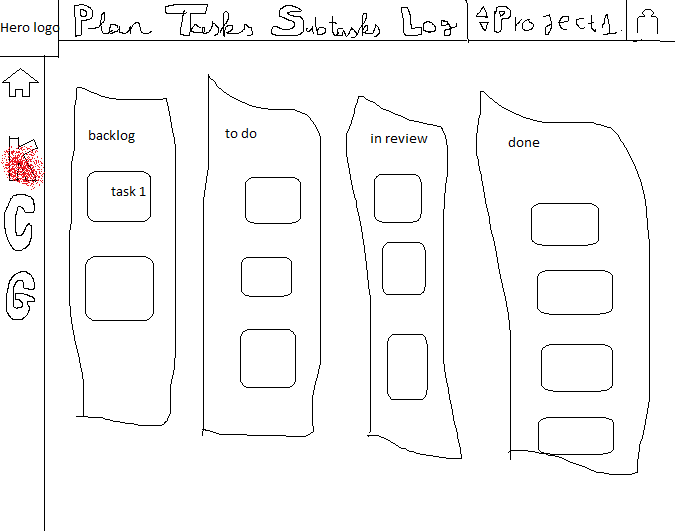 Hero logo Plan Tasks Subtasks Log Project1.
K
C
G
backlog to do in review done
task 1